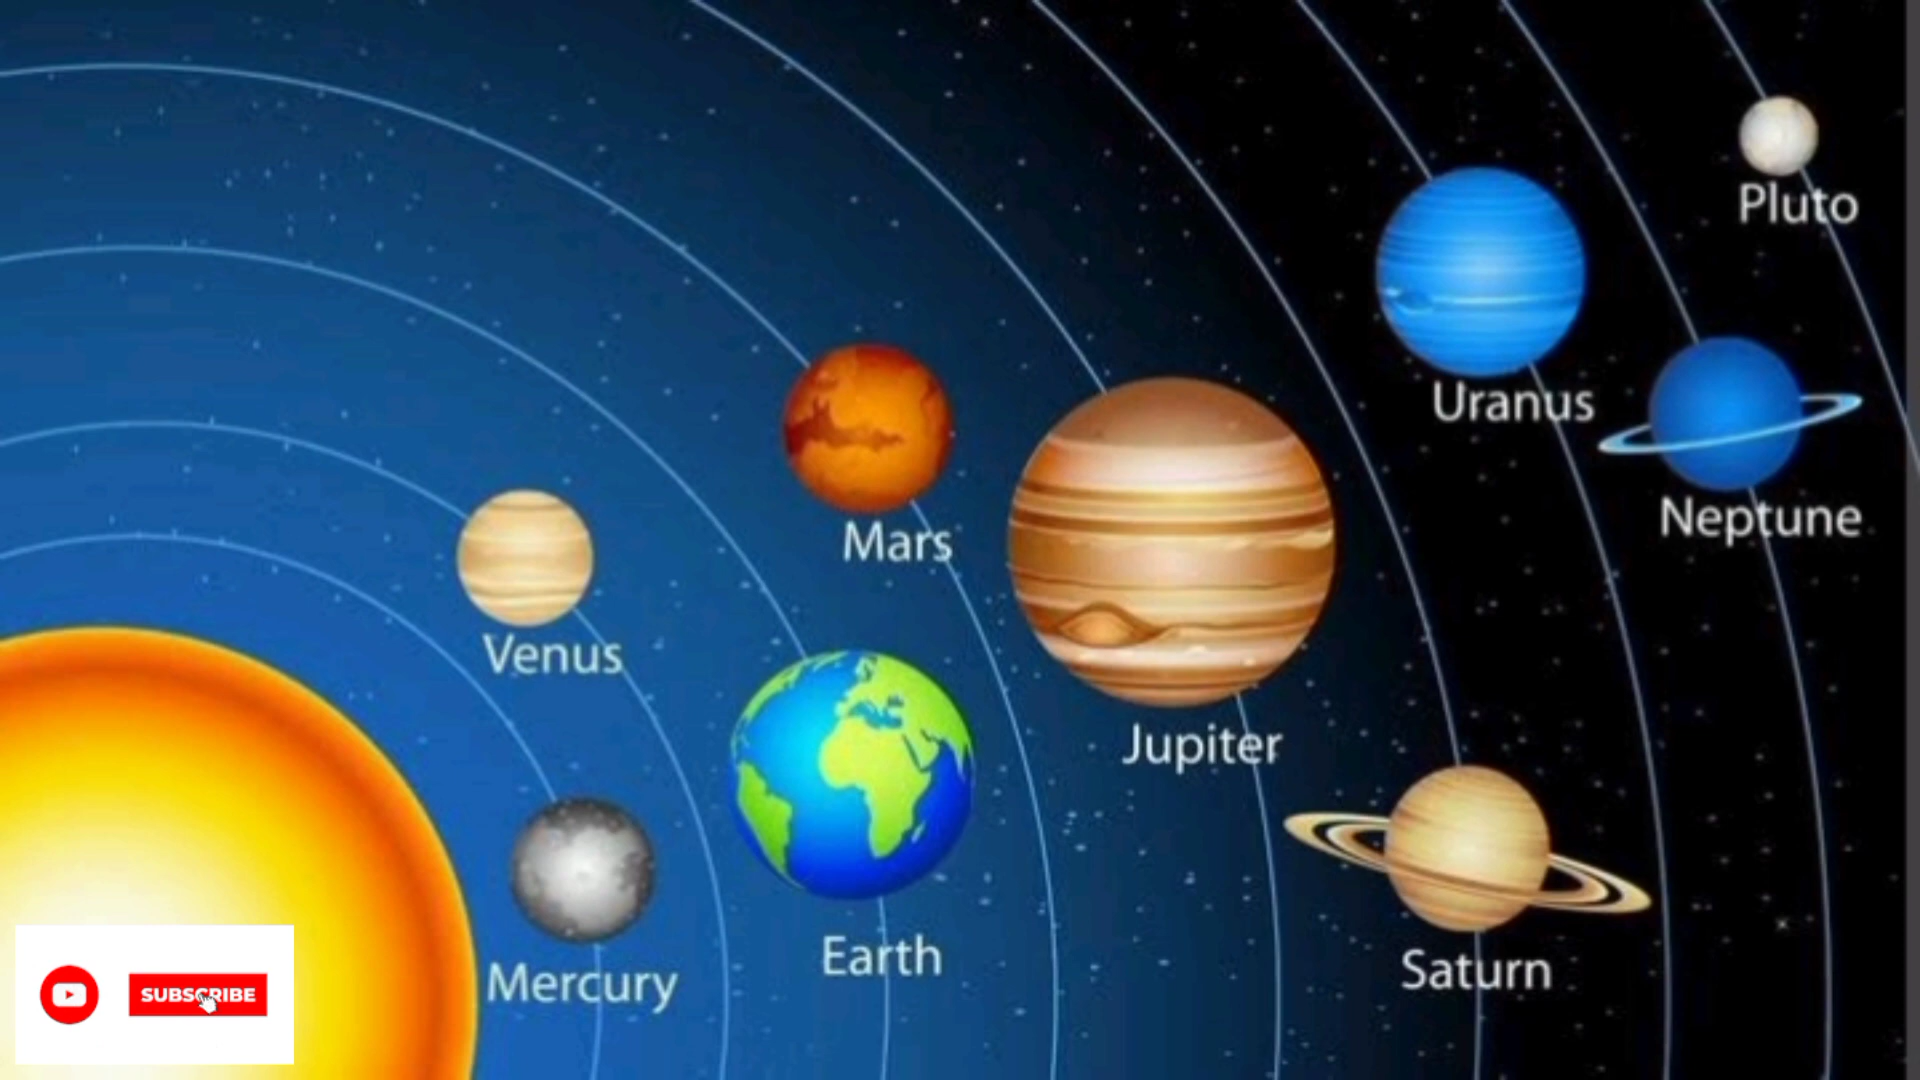 Pluto
Uranus
Neptune
Mars
Venus
Jupiter
Earth
Saturn
Mercury
SUBSCRIBE